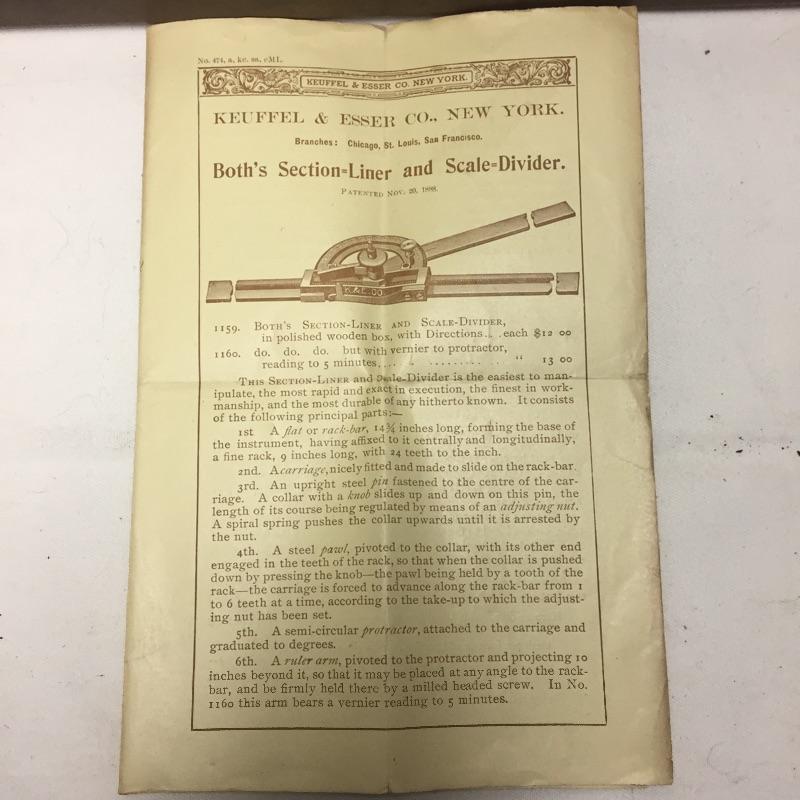 No. 474, a, kc. sa, cM1.
KEUFFEL & ESSER CO. NEW YORK.
KEUFFEL & ESSER CO., NEW YORK.
Branches: Chicago, St. Louis, San Francisco.
Both's Section=Liner and Scale=Divider.
PATENTED NOV. 20, 1888.
K&E.CO
1159. BOTH'S SECTION-LINER AND SCALE-DIVIDER,
in polished wooden box, with Directions.. .each $12 00
1160. do. do. do. but with vernier to protractor,
reading to 5 minutes.... .. .......... “ 13 00
THIS SECTION-LINER and Scale-Divider is the easiest to man-
ipulate, the most rapid and exact in execution, the finest in work-
manship, and the most durable of any hitherto known. It consists
of the following principal parts:—
1st A flat or rack-bar, 14¾ inches long, forming the base of
the instrument, having affixed to it centrally and longitudinally,
a fine rack, 9 inches long, with 24 teeth to the inch.
2nd. A carriage, nicely fitted and made to slide on the rack-bar.
3rd. An upright steel pin fastened to the centre of the car-
riage. A collar with a knob slides up and down on this pin, the
length of its course being regulated by means of an adjusting nut.
A spiral spring pushes the collar upwards until it is arrested by
the nut.
4th. A steel pawl, pivoted to the collar, with its other end
engaged in the teeth of the rack, so that when the collar is pushed
down by pressing the knob—the pawl being held by a tooth of the
rack—the carriage is forced to advance along the rack-bar from 1
to 6 teeth at a time, according to the take-up to which the adjust-
ing nut has been set.
5th. A semi-circular protractor, attached to the carriage and
graduated to degrees.
6th. A ruler arm, pivoted to the protractor and projecting 10
inches beyond it, so that it may be placed at any angle to the rack-
bar, and be firmly held there by a milled headed screw. In No.
1160 this arm bears a vernier reading to 5 minutes.